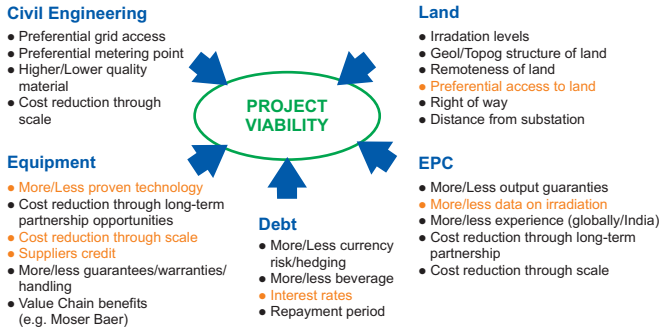 Civil Engineering
● Preferential grid access
● Preferential metering point
● Higher/Lower quality
material
● Cost reduction through
scale
Land
● Irradation levels
● Geol/Topog structure of land
● Remoteness of land
● Preferential access to land
● Right of way
● Distance from substation
PROJECT
VIABILITY
Equipment
● More/Less proven technology
● Cost reduction through long-term
partnership opportunities
● Cost reduction through scale
● Suppliers credit
● More/less guarantees/warranties/
handling
● Value Chain benefits
(e.g. Moser Baer)
Debt
● More/Less currency
risk/hedging
● More/less beverage
● Interest rates
● Repayment period
EPC
● More/Less output guaranties
● More/less data on irradiation
● More/less experience (globally/India)
● Cost reduction through long-term
partnership
● Cost reduction through scale